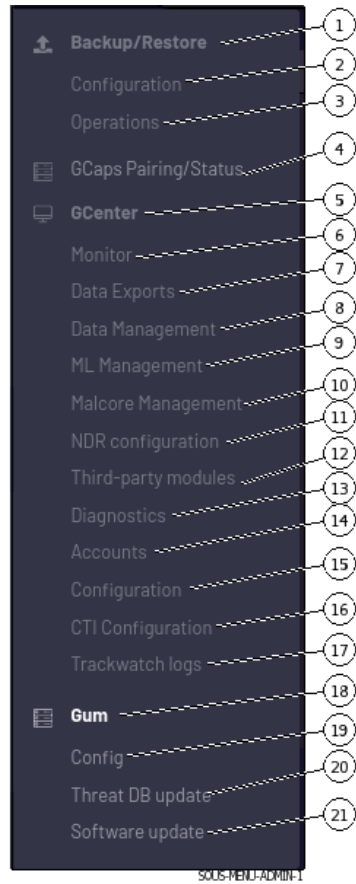 Backup/Restore 1
Configuration 2
Operations 3
GCaps Pairing/Status 4
GCenter 5
Monitor 6
Data Exports 7
Data Management 8
ML Management 9
Malcore Management 10
NDR configuration 11
Third-party modules 12
Diagnostics 13
Accounts 14
Configuration 15
CTI Configuration 16
Trackwatch logs 17
Gum 18
Config 19
Threat DB update 20
Software update 21
SOUS-MENU-ADMIN-1